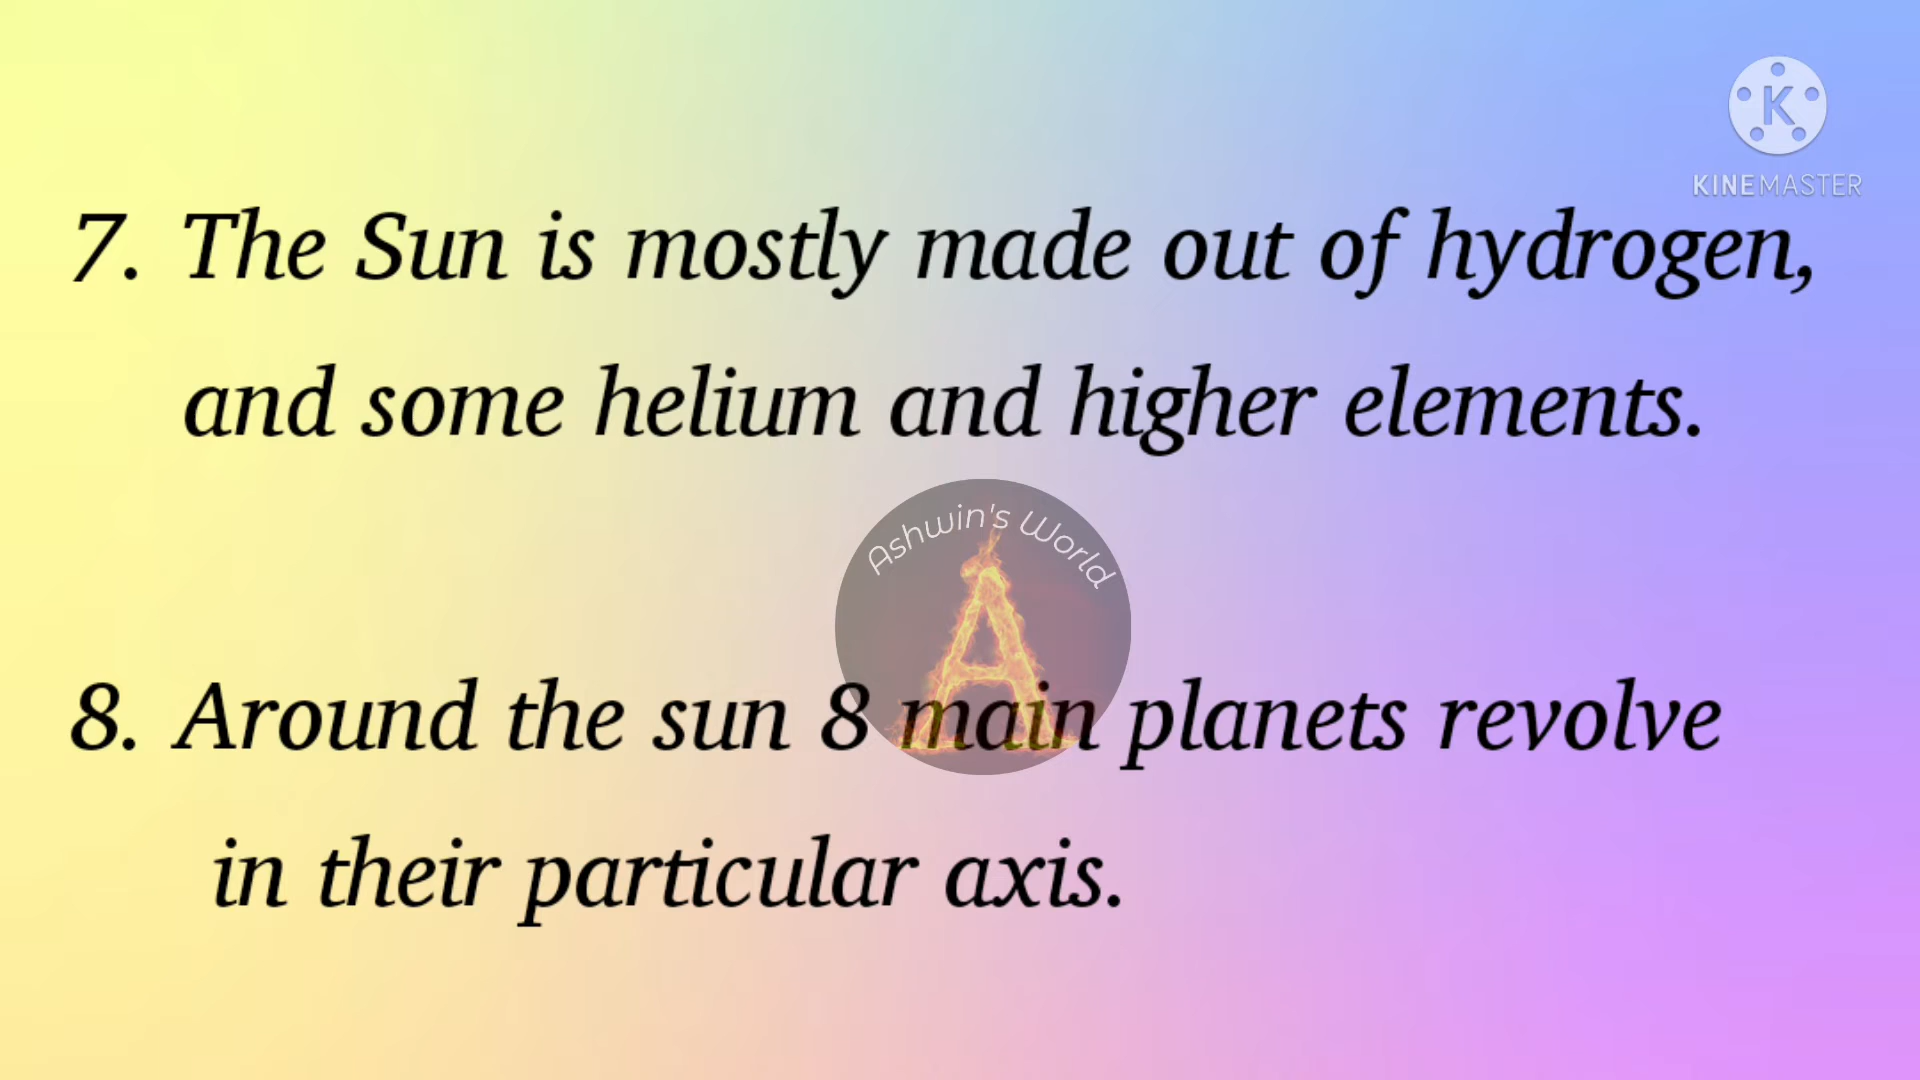 K
KINEMASTER
7. The Sun is mostly made out of hydrogen,
and some helium and higher elements.
Ashwin's World
A
8. Around the sun 8 main planets revolve
in their particular axis.